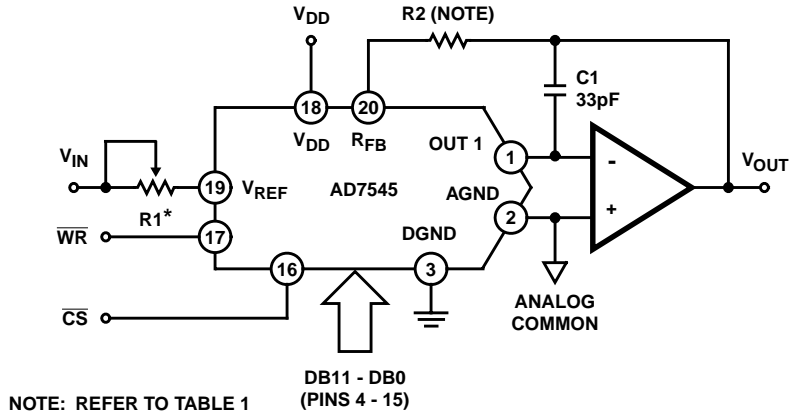 VDD
R2 (NOTE)
C1
33pF
18
20
VDD
RFB
OUT 1
1
-
VIN
R1*
19
VREF
AD7545
VOUT
AGND
2
+
WR
17
DGND
16
3
ANALOG
COMMON
CS
DB11 - DB0
(PINS 4 - 15)
NOTE: REFER TO TABLE 1